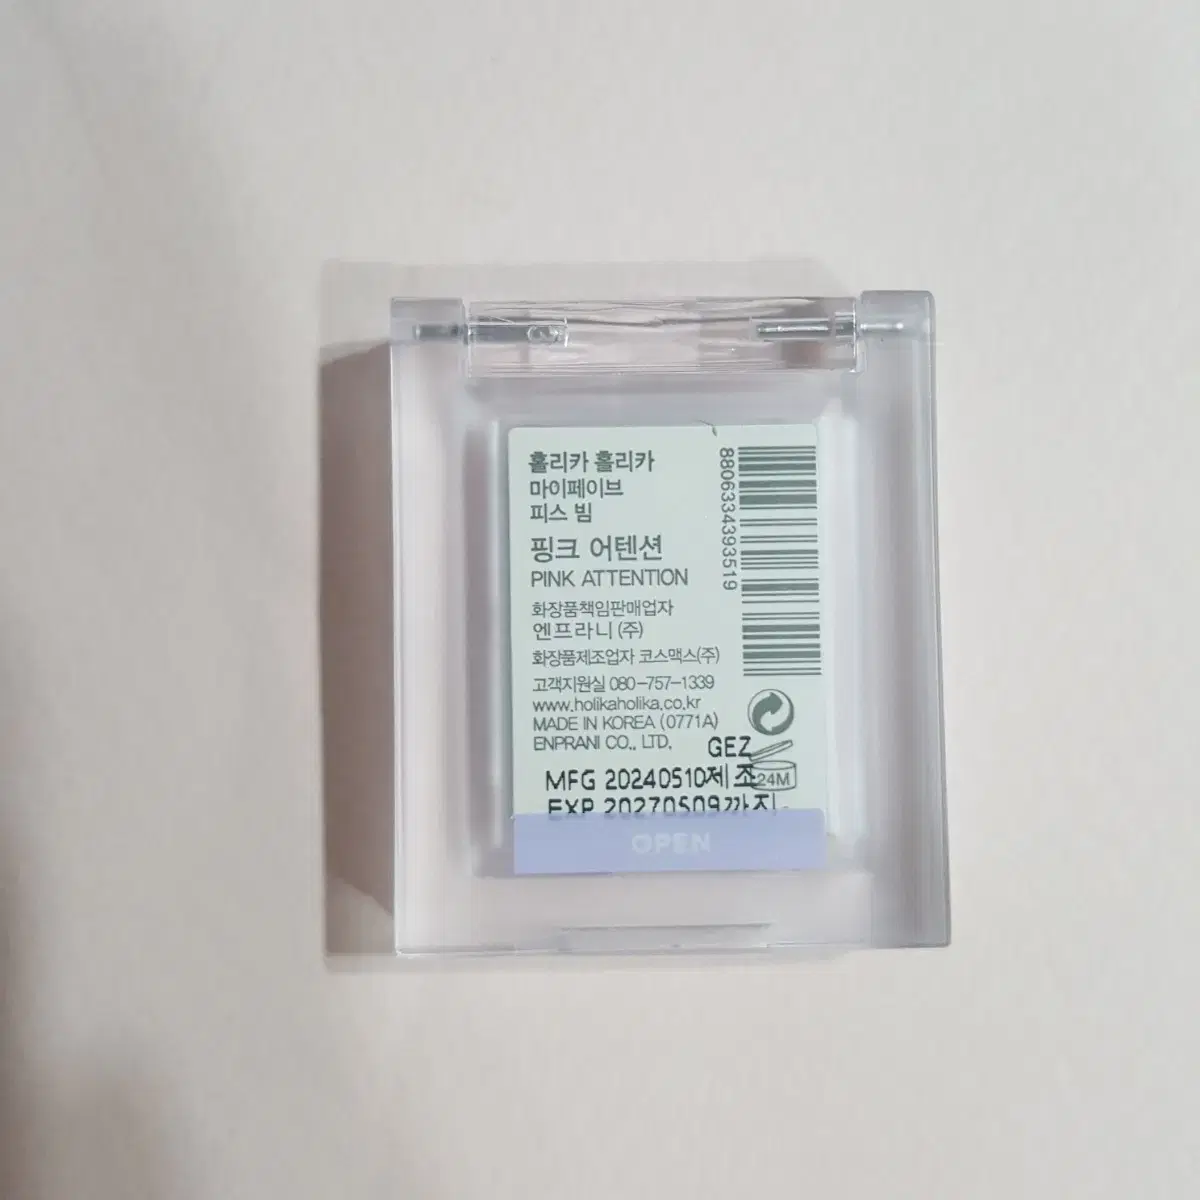 홀리카 홀리카
마이페이브
피스 빔
핑크 어텐션
PINK ATTENTION
화장품책임판매업자
엔프라니 (주)
화장품제조업자 코스맥스(주)
고객지원실 080-757-1339
www.holikaholika.co.kr
MADE IN KOREA (0771A)
ENPRANI CO., LTD.
GEZ
MFG 20240510제조
EXP 20270509까지
24M
8806334393519
OPEN